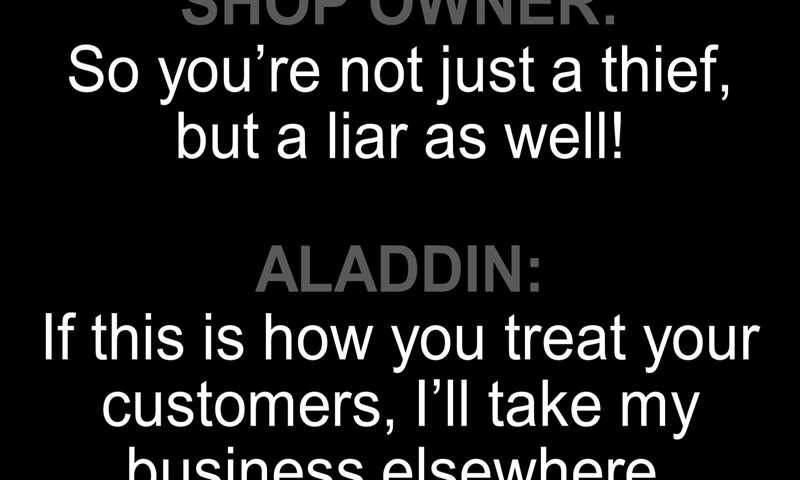 SHOP OWNER:
So you’re not just a thief,
but a liar as well!
ALADDIN:
If this is how you treat your
customers, I’ll take my
business elsewhere.